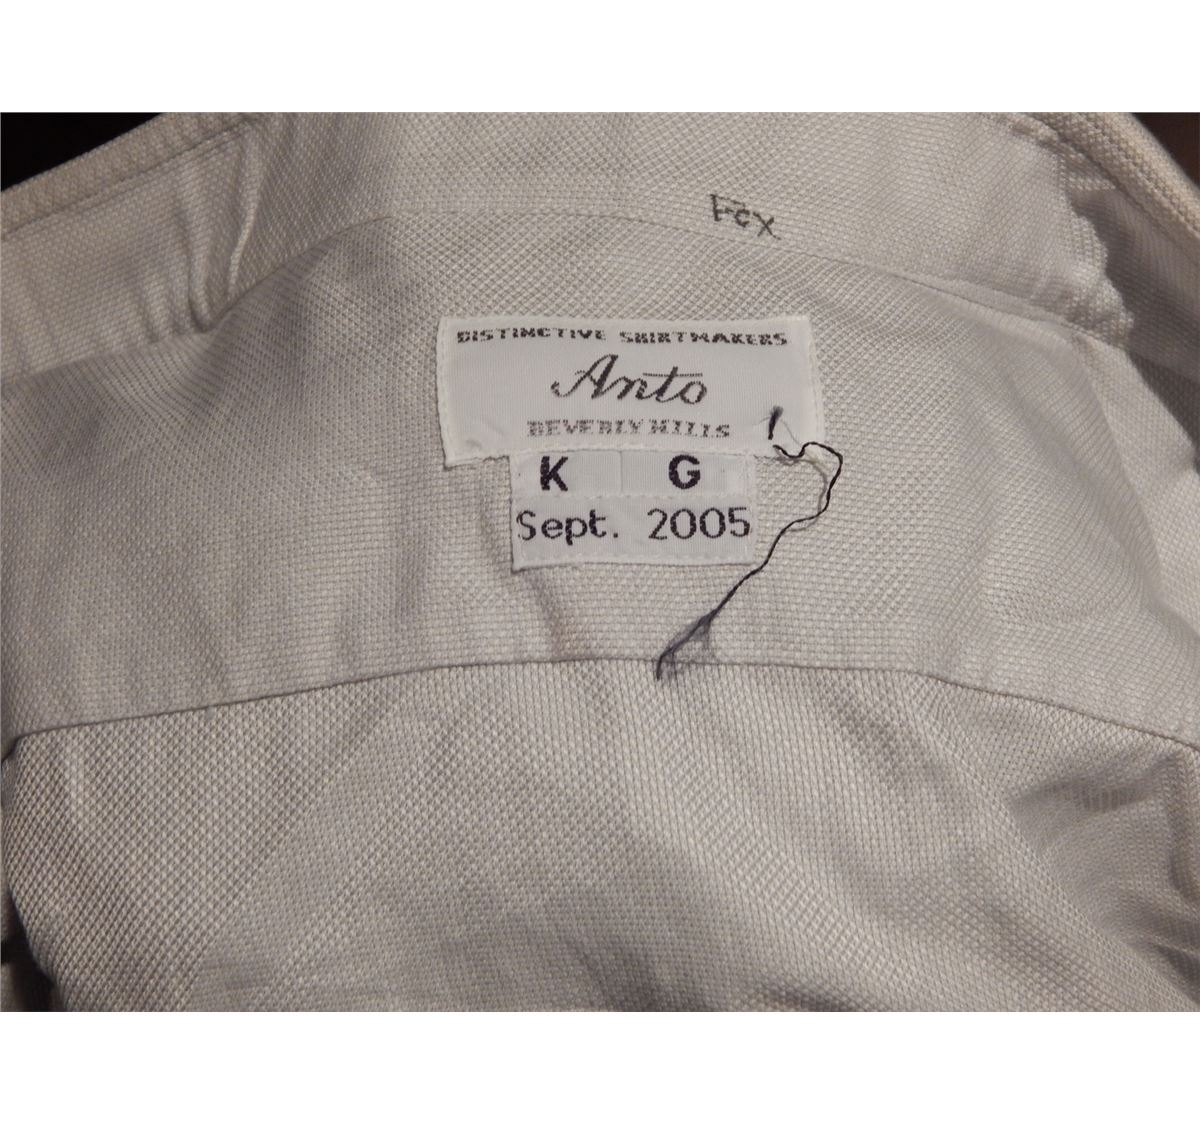 Fox
DISTINCTIVE SHIRTMAKERS
Anto
BEVERLY HILLS
K G
Sept. 2005